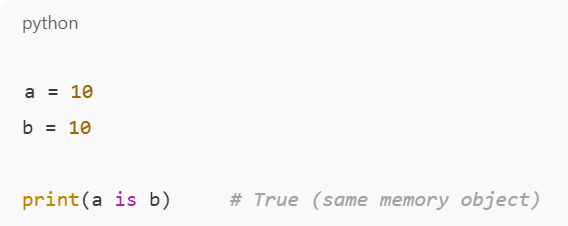 python
a = 10
b = 10
print(a is b)     # True (same memory object)